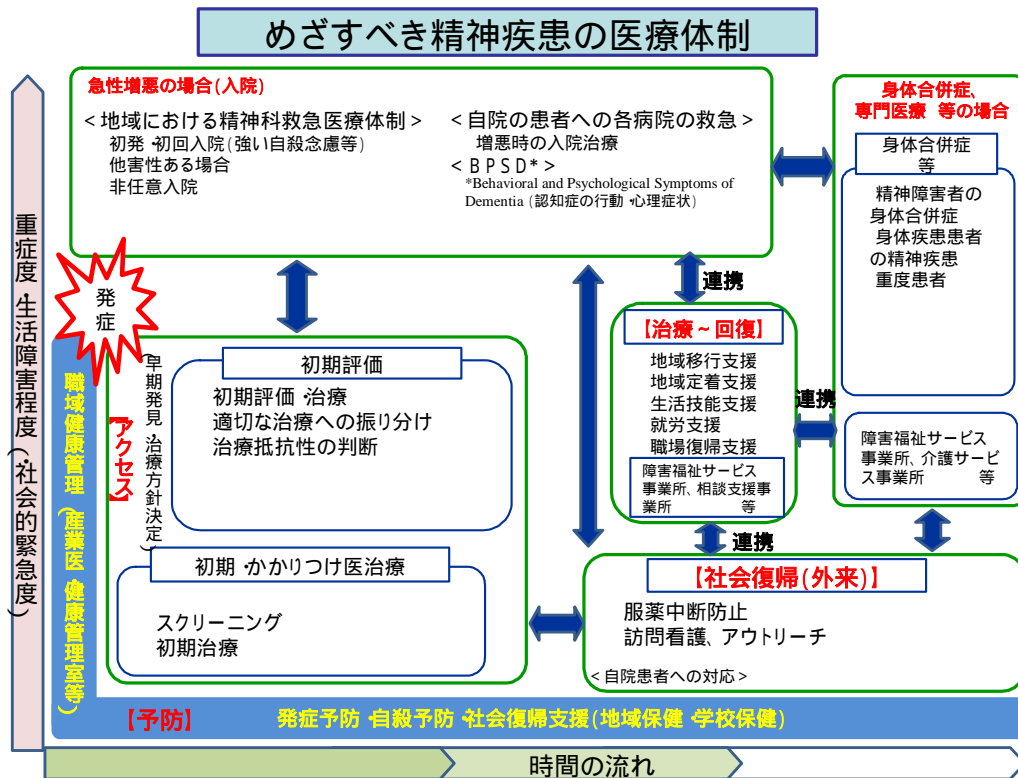 めざすべき精神疾患の医療体制
急性増悪の場合(入院)
<地域における精神科救急医療体制>
初発・初回入院(強い自殺念慮等)
他害性ある場合
非任意入院
<自院の患者への各病院の救急>
増悪時の入院治療
<BPSD*>
*Behavioral and Psychological Symptoms of
Dementia (認知症の行動・心理症状)
身体合併症、
専門医療 等の場合
身体合併症
等
精神障害者の
身体合併症
身体疾患患者
の精神疾患
重度患者
障害福祉サービス
事業所、介護サービ
ス事業所 等
重症度・生活障害程度(・社会的緊急度)
発症
職域健康管理(産業医・健康管理室等)
【アクセス】
(早期発見・治療方針決定)
初期評価
初期評価・治療
適切な治療への振り分け
治療抵抗性の判断
初期・かかりつけ医治療
スクリーニング
初期治療
連携
【治療~回復】
地域移行支援
地域定着支援
生活技能支援
就労支援
職場復帰支援
障害福祉サービス
事業所、相談支援事
業所 等
連携
連携
【社会復帰(外来)】
服薬中断防止
訪問看護、アウトリーチ
<自院患者への対応>
【予防】
発症予防・自殺予防・社会復帰支援(地域保健・学校保健)
時間の流れ